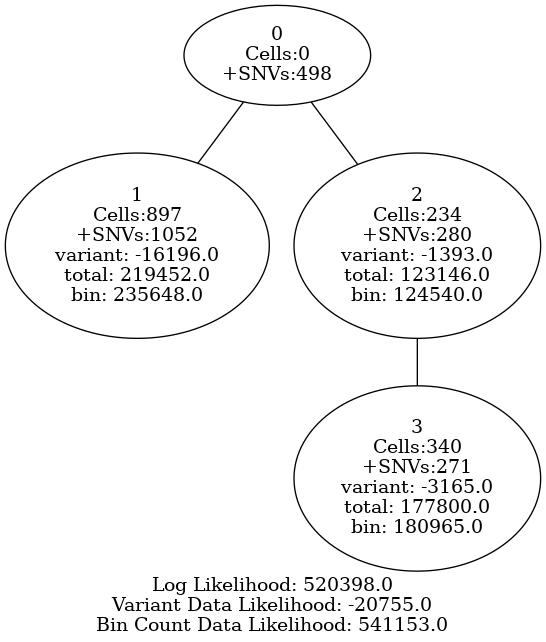 0
Cells:0
+SNVs:498
1
Cells:897
+SNVs:1052
variant: -16196.0
total: 219452.0
bin: 235648.0
2
Cells:234
+SNVs:280
variant: -1393.0
total: 123146.0
bin: 124540.0
3
Cells:340
+SNVs:271
variant: -3165.0
total: 177800.0
bin: 180965.0
Log Likelihood: 520398.0
Variant Data Likelihood: -20755.0
Bin Count Data Likelihood: 541153.0